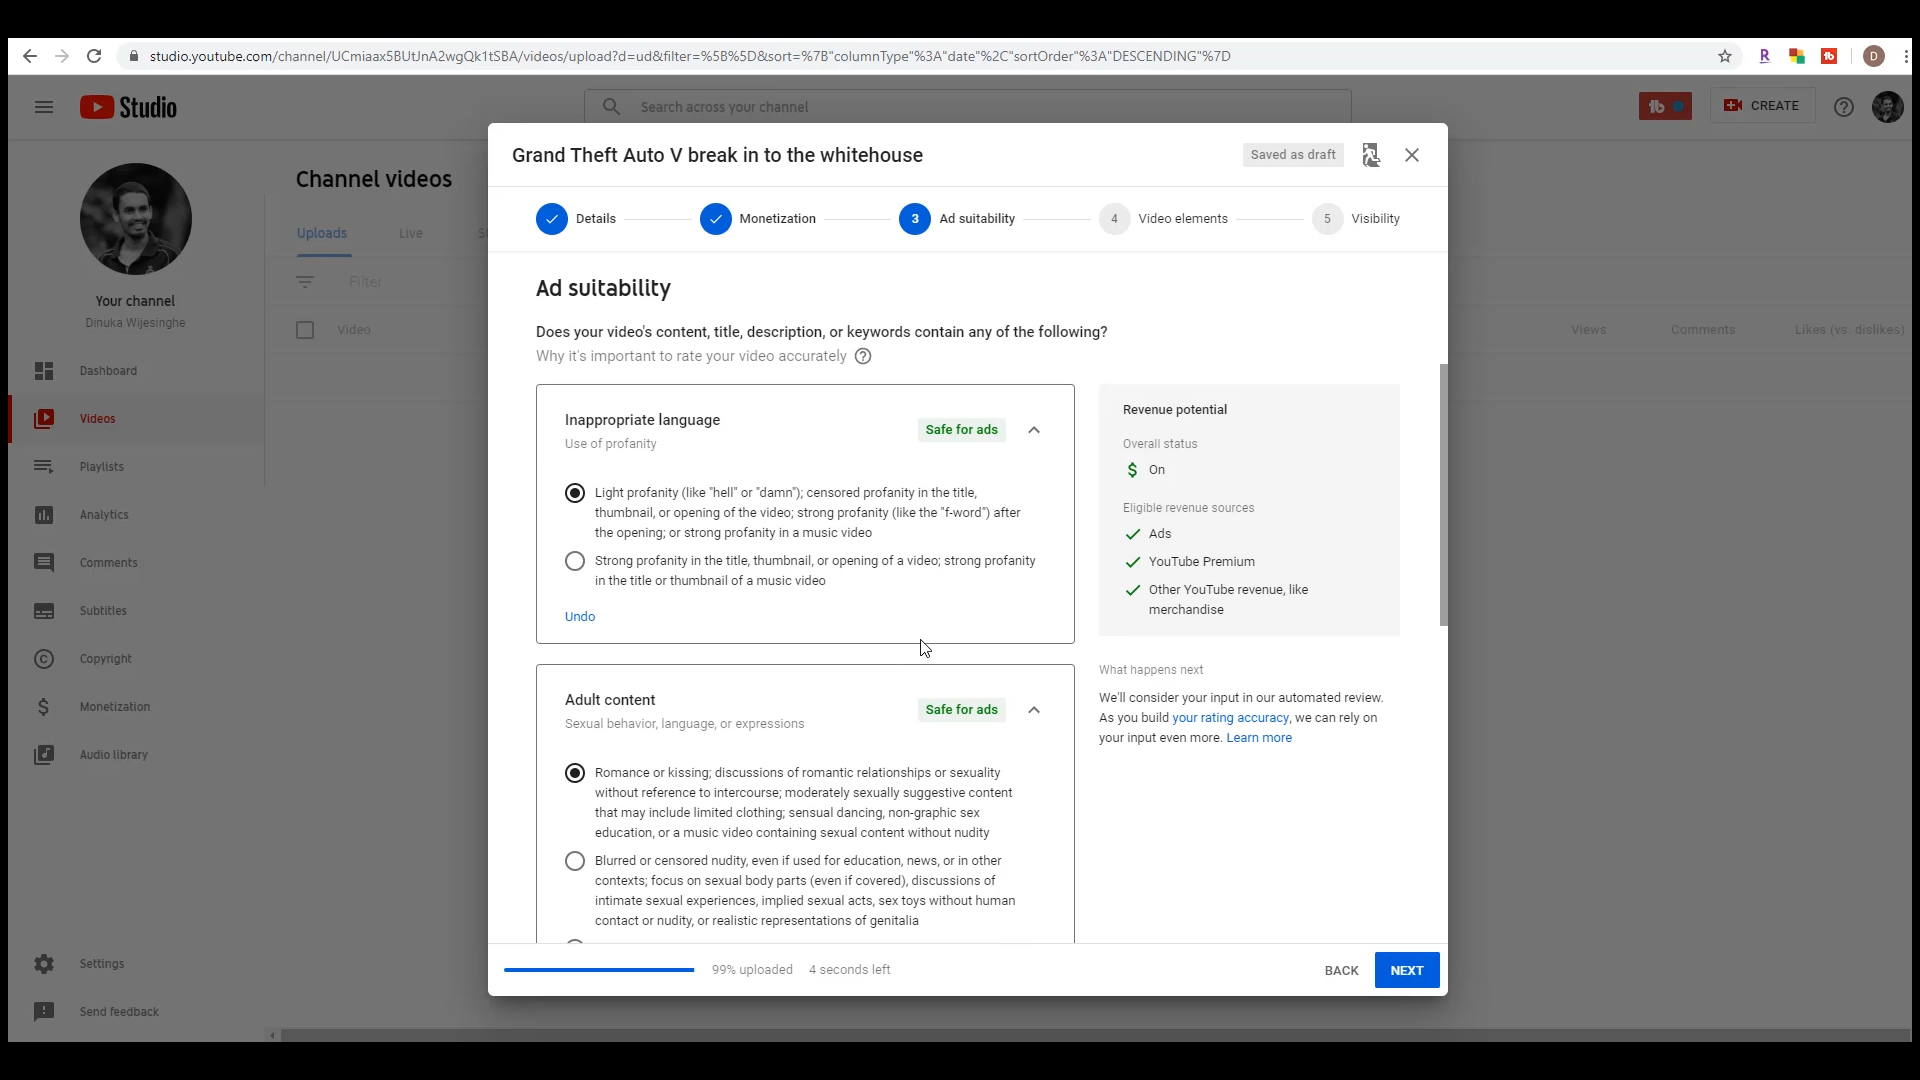 studio.youtube.com/channel/UCmiaax5BUtJnA2wgQk1tSBA/videos/upload?d=ud&filter=%5B%5D&sort=%7B"columnType"%3A"date"%2C"sortOrder"%3A"DESCENDING"%7D
R
D
Studio
Search across your channel
CREATE
Your channel
Dinuka Wijesinghe
Dashboard
Videos
Playlists
Analytics
Comments
Subtitles
Copyright
Monetization
Audio library
Settings
Send feedback
Channel videos
Uploads
Live
Filter
Video
Views
Comments
Likes (vs. dislikes)
Grand Theft Auto V break in to the whitehouse
Saved as draft
Details
Monetization
3 Ad suitability
4 Video elements
5 Visibility
Ad suitability
Does your video's content, title, description, or keywords contain any of the following?
Why it's important to rate your video accurately
Inappropriate language
Use of profanity
Safe for ads
Light profanity (like "hell" or "damn"); censored profanity in the title,
thumbnail, or opening of the video; strong profanity (like the "f-word") after
the opening; or strong profanity in a music video
Strong profanity in the title, thumbnail, or opening of a video; strong profanity
in the title or thumbnail of a music video
Undo
Adult content
Sexual behavior, language, or expressions
Safe for ads
Romance or kissing; discussions of romantic relationships or sexuality
without reference to intercourse; moderately sexually suggestive content
that may include limited clothing; sensual dancing, non-graphic sex
education, or a music video containing sexual content without nudity
Blurred or censored nudity, even if used for education, news, or in other
contexts; focus on sexual body parts (even if covered), discussions of
intimate sexual experiences, implied sexual acts, sex toys without human
contact or nudity, or realistic representations of genitalia
Revenue potential
Overall status
$ On
Eligible revenue sources
Ads
YouTube Premium
Other YouTube revenue, like
merchandise
What happens next
We'll consider your input in our automated review.
As you build your rating accuracy, we can rely on
your input even more. Learn more
99% uploaded
4 seconds left
BACK
NEXT